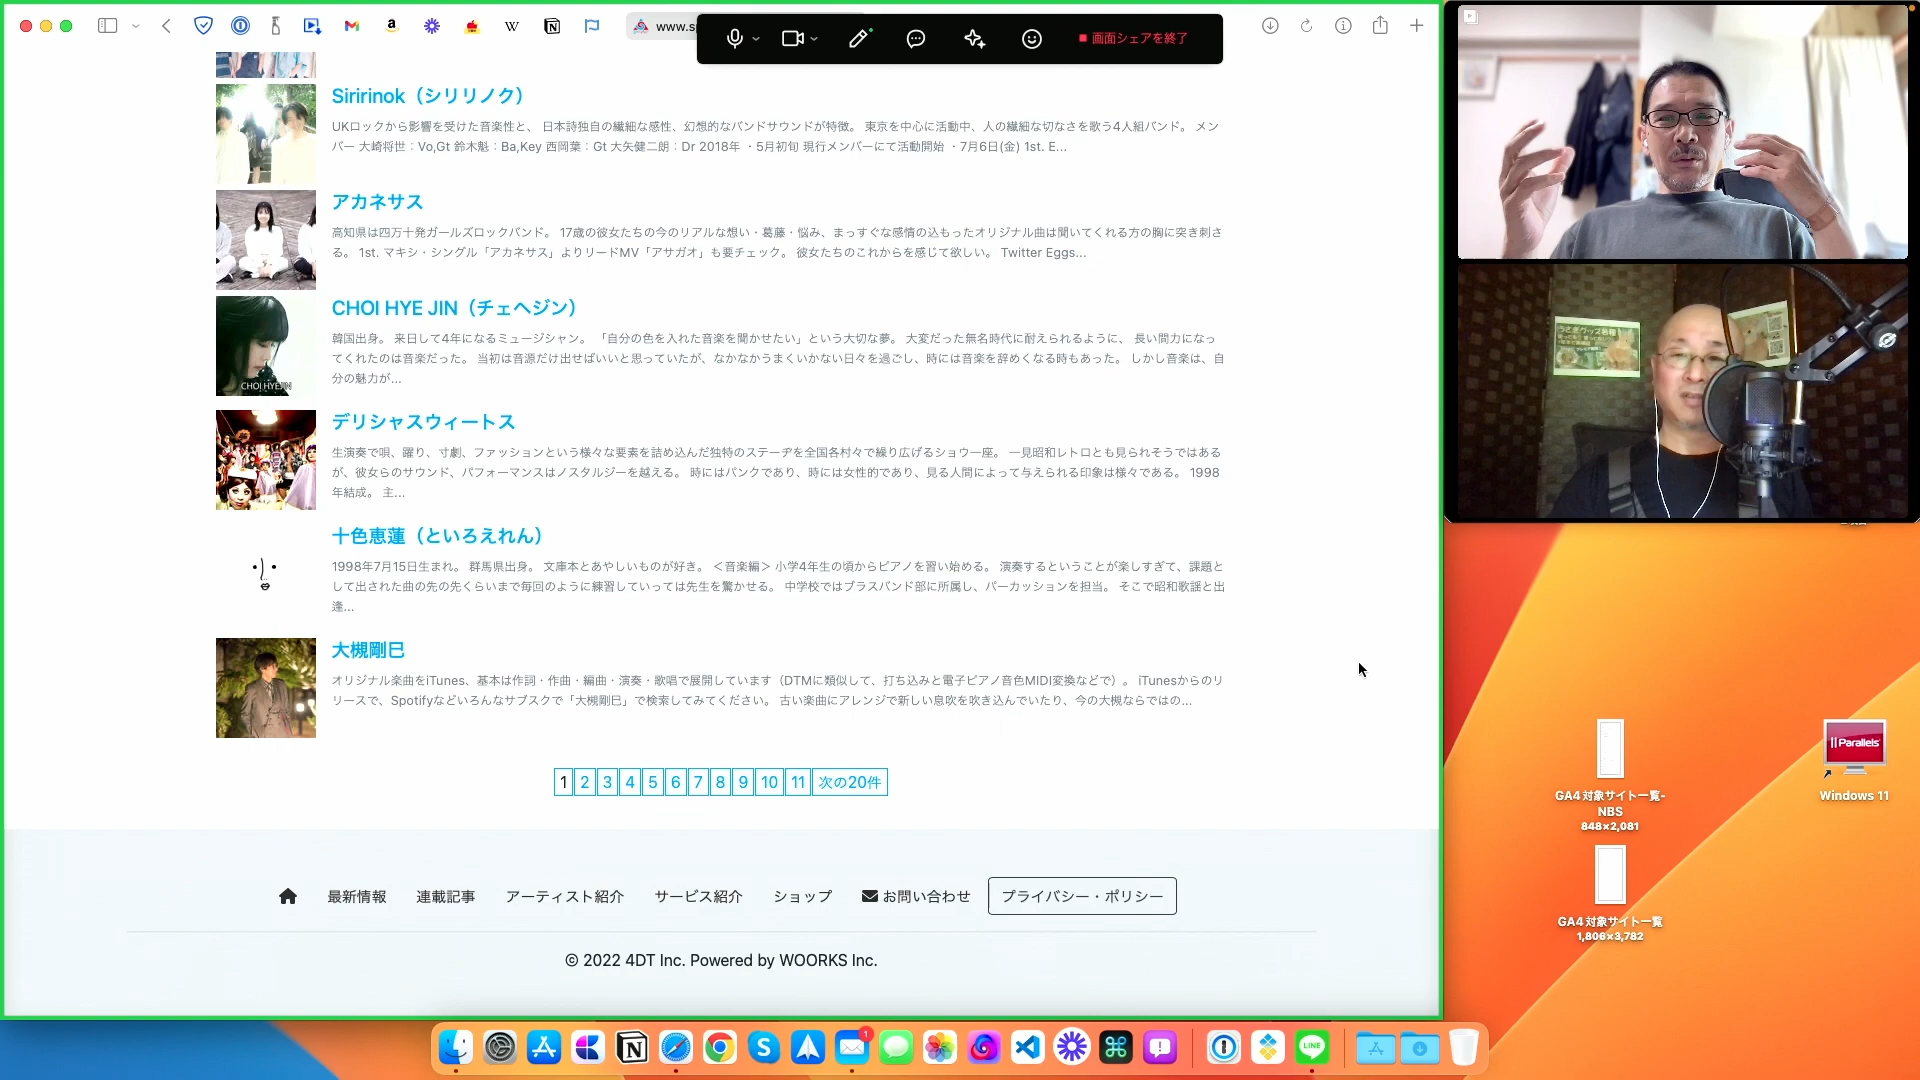 www.s
画面シェアを終了
Siririnok（シリリノク）
UKロックから影響を受けた音楽性と、 日本詩独自の繊細な感性、幻想的なバンドサウンドが特徴。 東京を中心に活動中、人の繊細な切なさを歌う4人組バンド。 メン
バー 大崎将世：Vo,Gt 鈴木魁：Ba,Key 西岡葉：Gt 大矢健二朗：Dr 2018年 ・5月初旬 現行メンバーにて活動開始 ・7月6日(金) 1st. E...
アカネサス
高知県は四万十発ガールズロックバンド。 17歳の彼女たちの今のリアルな想い・葛藤・悩み、まっすぐな感情の込もったオリジナル曲は聞いてくれる方の胸に突き刺さ
る。 1st. マキシ・シングル「アカネサス」よりリードMV「アサガオ」も要チェック。 彼女たちのこれからを感じて欲しい。 Twitter Eggs...
CHOI HYE JIN（チェヘジン）
韓国出身。 来日して4年になるミュージシャン。 「自分の色を入れた音楽を聞かせたい」という大切な夢。 大変だった無名時代に耐えられるように、 長い間力になっ
てくれたのは音楽だった。 当初は音源だけ出せばいいと思っていたが、なかなかうまくいかない日々を過ごし、時には音楽を辞めくなる時もあった。 しかし音楽は、自
分の魅力が...
CHOI HYEJIN
デリシャスウィートス
生演奏で唄、躍り、寸劇、ファッションという様々な要素を詰め込んだ独特のステーヂを全国各村々で繰り広げるショウ一座。 一見昭和レトロとも見られそうではある
が、彼女らのサウンド、パフォーマンスはノスタルジーを越える。 時にはパンクであり、時には女性的であり、見る人間によって与えられる印象は様々である。 1998
年結成。 主...
十色恵蓮（といろえれん）
1998年7月15日生まれ。 群馬県出身。 文庫本とあやしいものが好き。 ＜音楽編＞ 小学4年生の頃からピアノを習い始める。 演奏するということが楽しすぎて、課題と
して出された曲の先の先くらいまで毎回のように練習していっては先生を驚かせる。 中学校ではブラスバンド部に所属し、パーカッションを担当。 そこで昭和歌謡と出
逢...
大槻剛巳
オリジナル楽曲をiTunes、基本は作詞・作曲・編曲・演奏・歌唱で展開しています（DTMに類似して、打ち込みと電子ピアノ音色MIDI変換などで）。 iTunesからのリ
リースで、Spotifyなどいろんなサブスクで「大槻剛巳」で検索してみてください。 古い楽曲にアレンジで新しい息吹を吹き込んでいたり、今の大槻ならではの...
1 2 3 4 5 6 7 8 9 10 11 次の20件
最新情報 連載記事 アーティスト紹介 サービス紹介 ショップ お問い合わせ プライバシー・ポリシー
© 2022 4DT Inc. Powered by WOORKS Inc.
うさぎグッズ各種
Parallels
Windows 11
GA4 対象サイト一覧-
NBS
848×2,081
GA4 対象サイト一覧
1,806×3,782
1
LINE